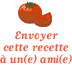 Envoyer
cette recette
à un(e) ami(e)